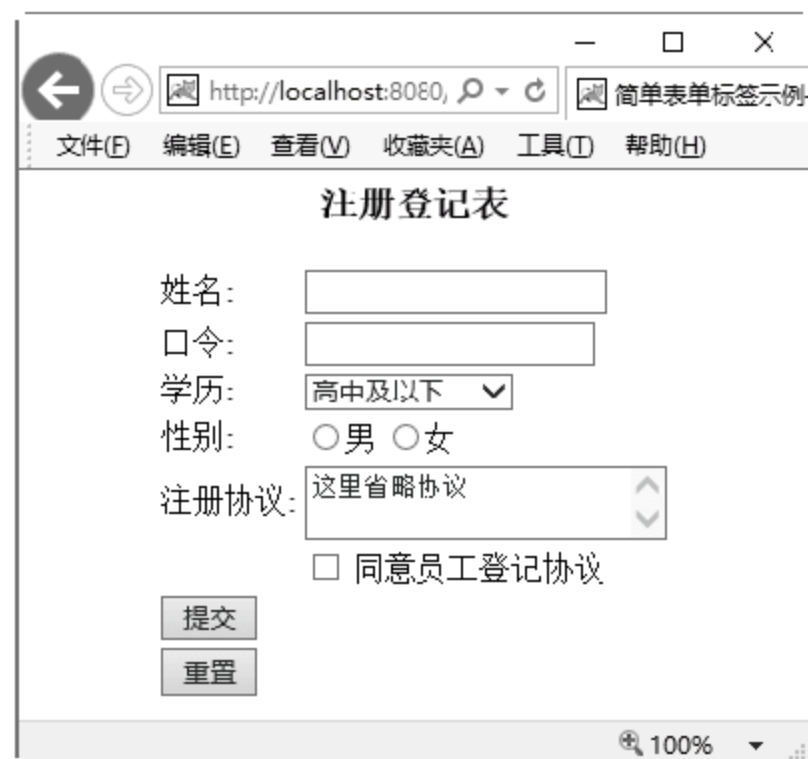 http://localhost:8080, 简单表单标签示例-
文件(F) 编辑(E) 查看(V) 收藏夹(A) 工具(T) 帮助(H)
注册登记表
姓名:
口令:
学历: 高中及以下
性别: 男 女
注册协议: 这里省略协议
同意员工登记协议
提交
重置
100%